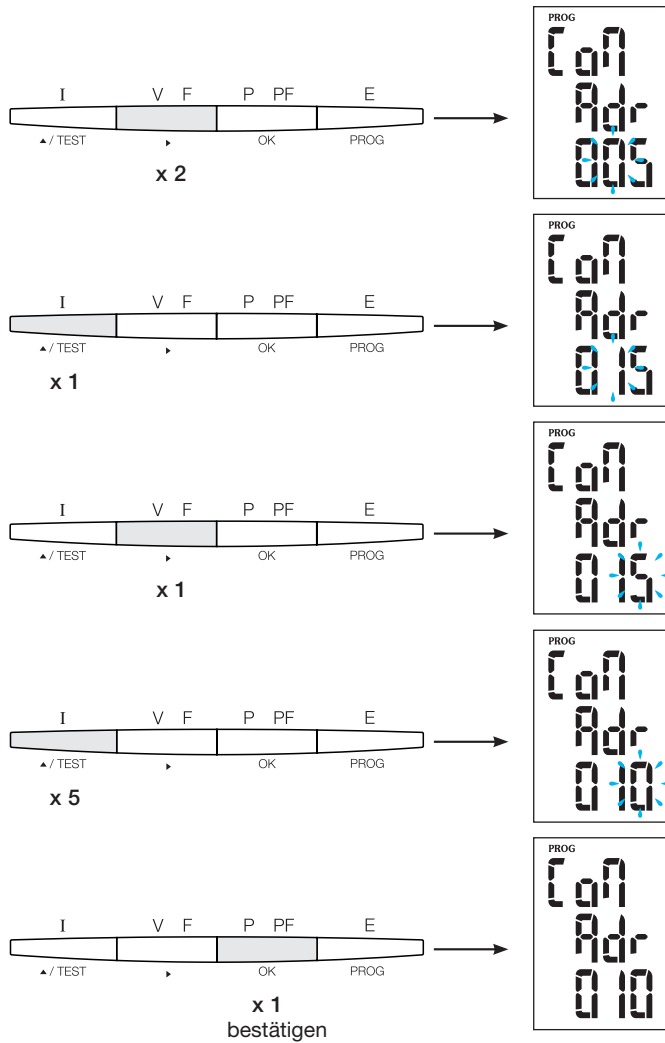 PROG
I V F P PF E
▲ / TEST ▸ OK PROG
x 2
CoM
Adr
005
PROG
I V F P PF E
▲ / TEST ▸ OK PROG
x 1
CoM
Adr
015
PROG
I V F P PF E
▲ / TEST ▸ OK PROG
x 1
CoM
Adr
015
PROG
I V F P PF E
▲ / TEST ▸ OK PROG
x 5
CoM
Adr
010
PROG
I V F P PF E
▲ / TEST ▸ OK PROG
x 1
bestätigen
CoM
Adr
010